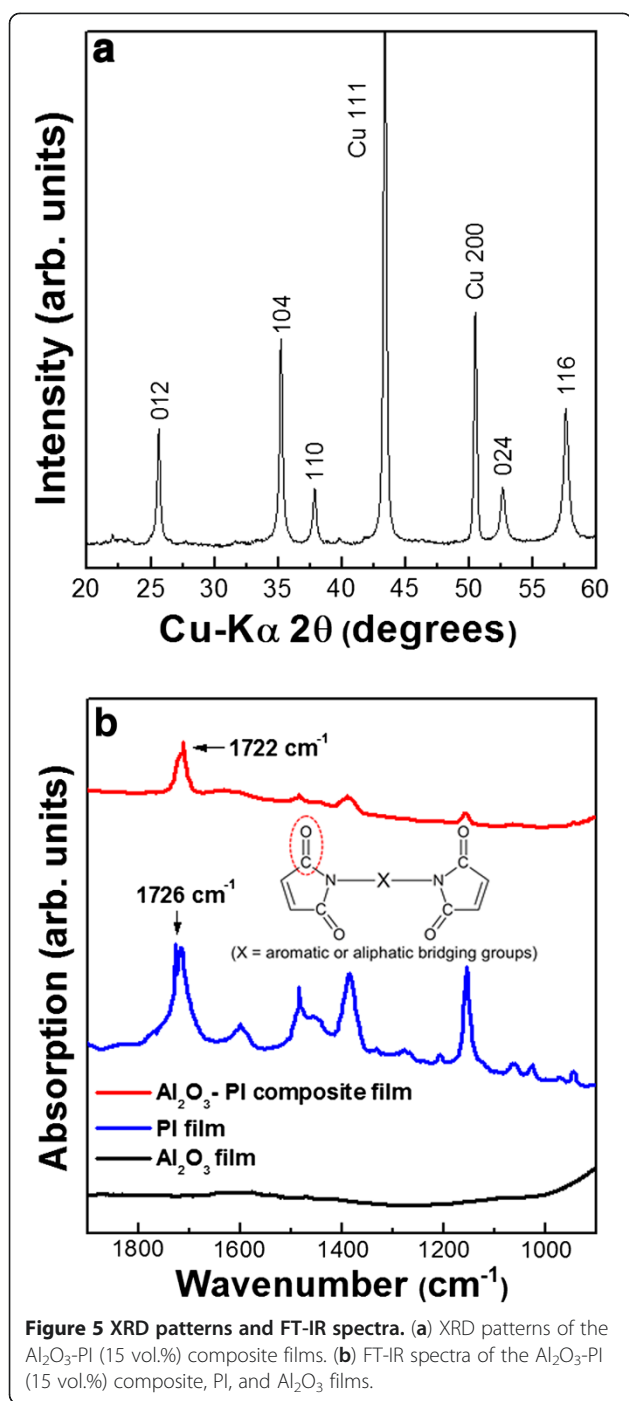 a
Intensity (arb. units)
012
104
110
Cu 111
Cu 200
024
116
20 25 30 35 40 45 50 55 60
Cu-Kα 2θ (degrees)
b
Absorption (arb. units)
1722 cm⁻¹
O O
C
N X N
O O
1726 cm⁻¹
(X = aromatic or aliphatic bridging groups)
Al₂O₃- PI composite film
PI film
Al₂O₃ film
1800 1600 1400 1200 1000
Wavenumber (cm⁻¹)
Figure 5 XRD patterns and FT-IR spectra. (a) XRD patterns of the
Al₂O₃-PI (15 vol.%) composite films. (b) FT-IR spectra of the Al₂O₃-PI
(15 vol.%) composite, PI, and Al₂O₃ films.